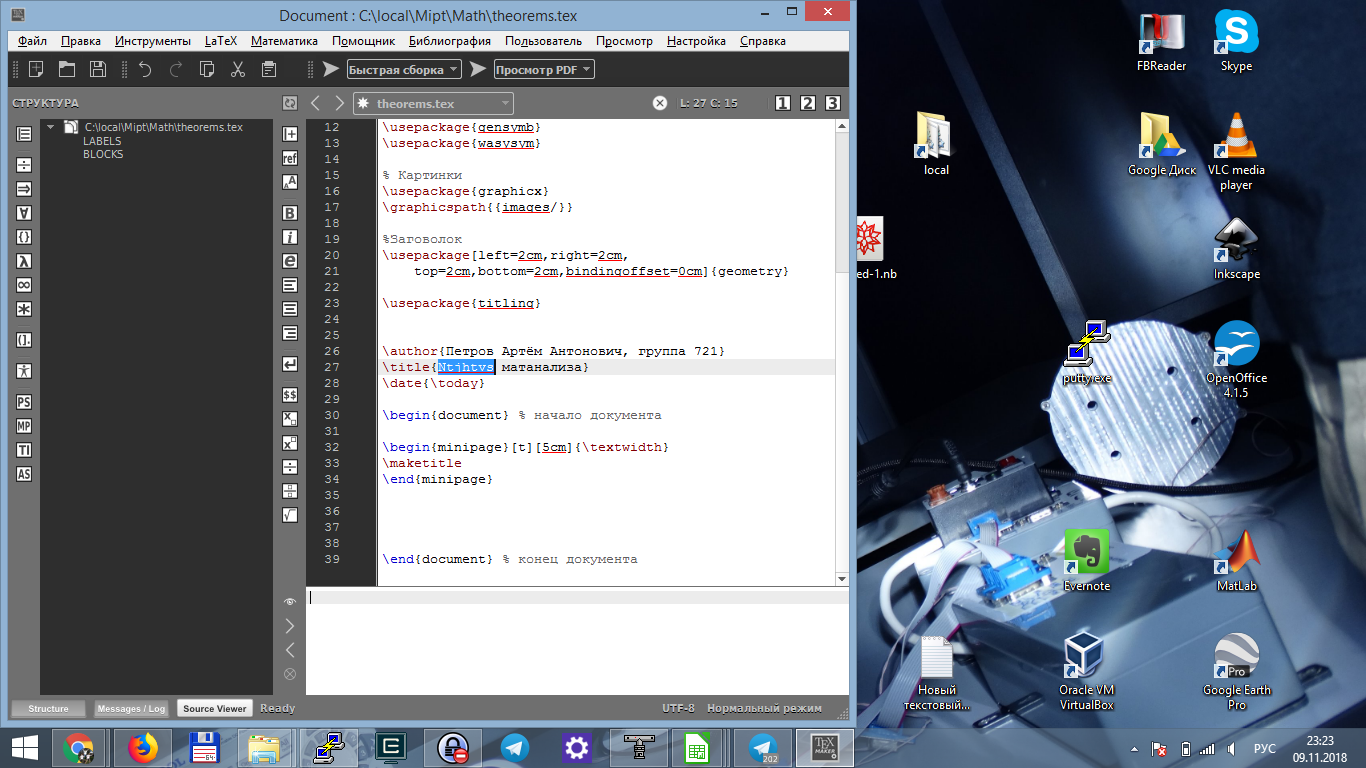 Document : C:\local\Mipt\Math\theorems.tex
Файл Правка Инструменты LaTeX Математика Помощник Библиография Пользователь Просмотр Настройка Справка
Быстрая сборка Просмотр PDF
СТРУКТУРА
theorems.tex
L: 27 C: 15
1 2 3
C:\local\Mipt\Math\theorems.tex
LABELS
BLOCKS
PS
MP
TI
AS
ref
12 \usepackage{gensymb}
13 \usepackage{wasysym}
14
15 % Картинки
16 \usepackage{graphicx}
17 \graphicspath{{images/}}
18
19 %Заговолок
20 \usepackage[left=2cm,right=2cm,
21 top=2cm,bottom=2cm,bindingoffset=0cm]{geometry}
22
23 \usepackage{titling}
24
25
26 \author{Петров Артём Антонович, группа 721}
27 \title{Ntjhtvs матанализа}
28 \date{\today}
29
30 \begin{document} % начало документа
31
32 \begin{minipage}[t][5cm]{\textwidth}
33 \maketitle
34 \end{minipage}
35
36
37
38
39 \end{document} % конец документа
Structure Messages / Log Source Viewer Ready
UTF-8 Нормальный режим
FBReader
Skype
local
Google Диск
VLC media
player
ed-1.nb
Inkscape
putty.exe
OpenOffice
4.1.5
Evernote
MatLab
Новый
текстовый...
Oracle VM
VirtualBox
Pro
Google Earth
Pro
64
202
TEX
MAKER
РУС
23:23
09.11.2018